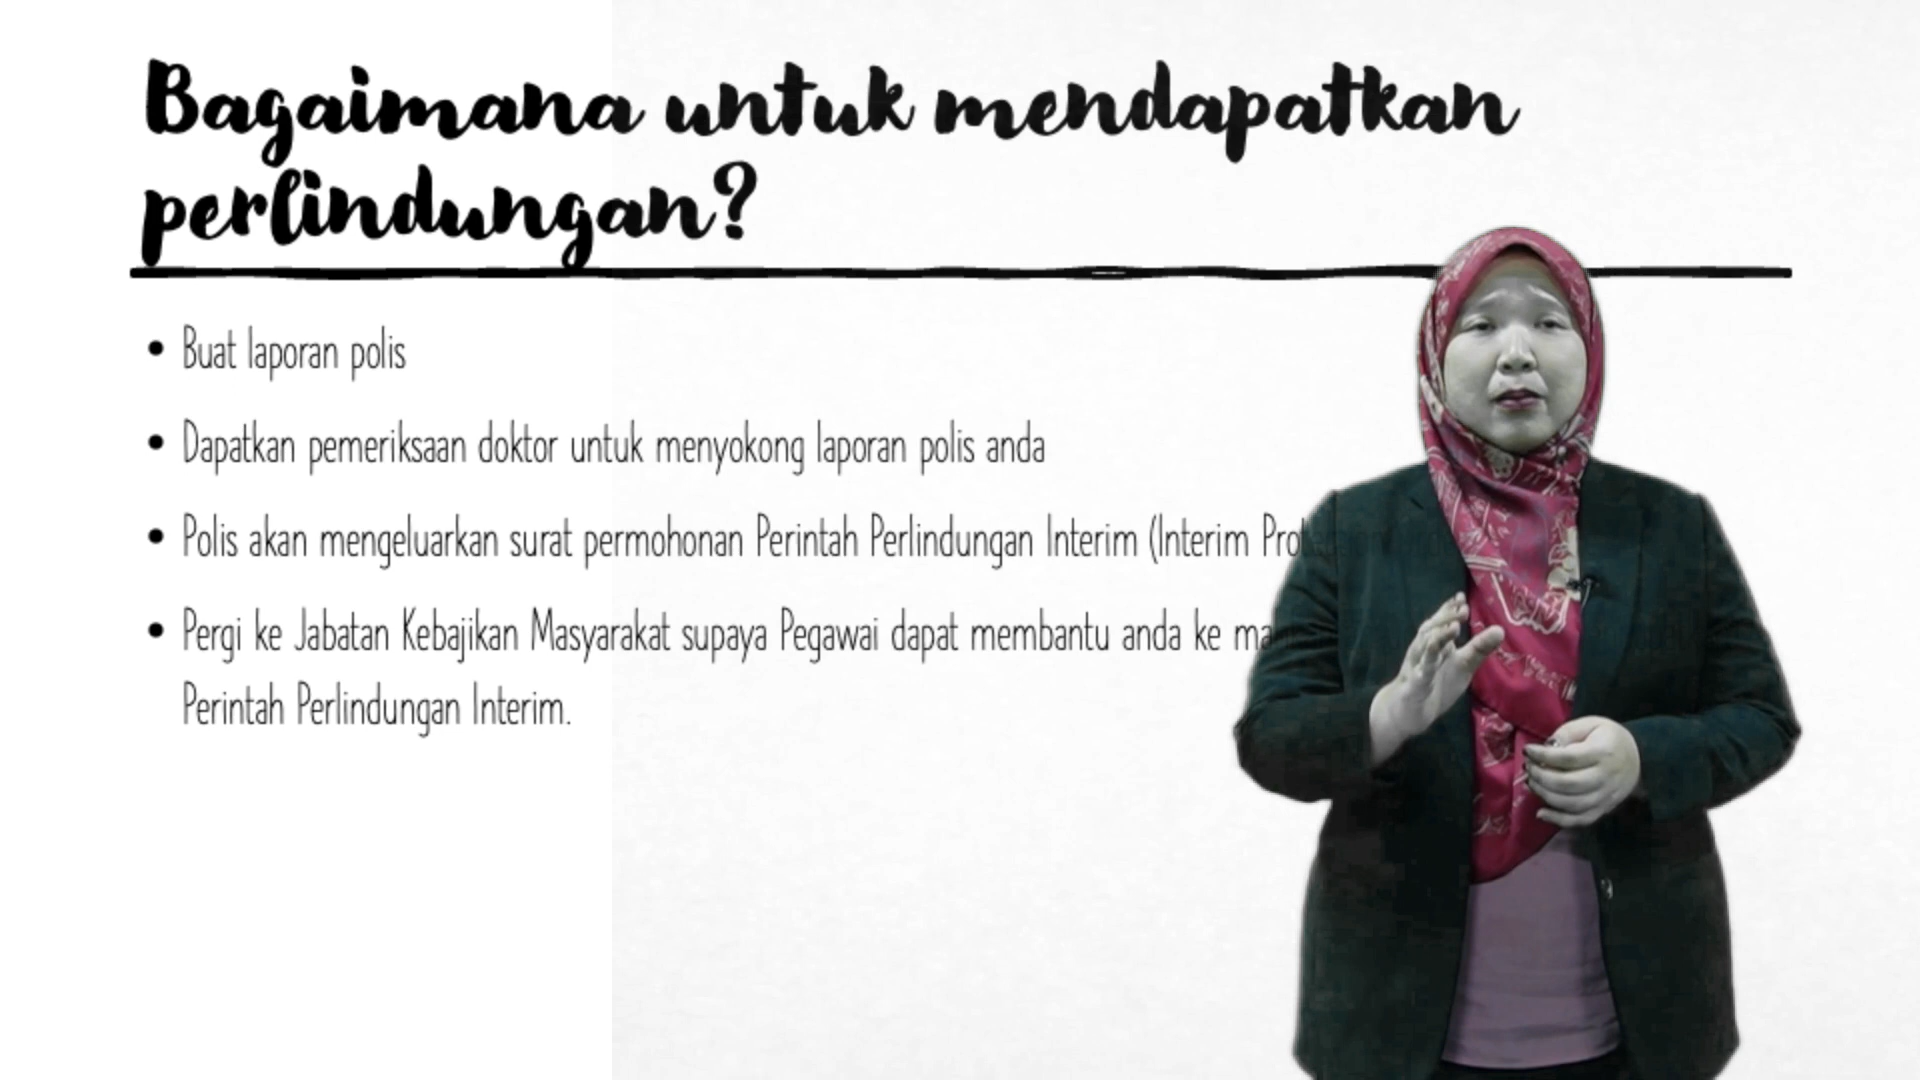 Bagaimana untuk mendapatkan
perlindungan?
• Buat laporan polis
• Dapatkan pemeriksaan doktor untuk menyokong laporan polis anda
• Polis akan mengeluarkan surat permohonan Perintah Perlindungan Interim (Interim
• Pergi ke Jabatan Kebajikan Masyarakat supaya Pegawai dapat membantu anda ke
Perintah Perlindungan Interim.